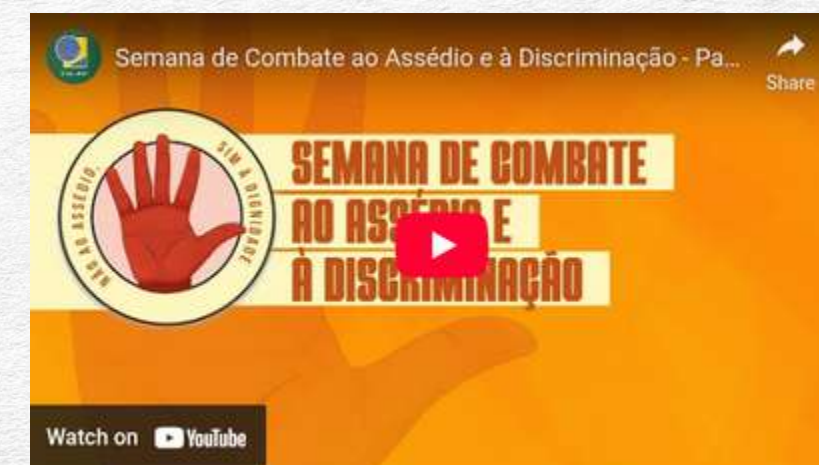 Semana de Combate ao Assédio e à Discriminação - Pa...
Share
NÃO AO ASSÉDIO,
SIM À DIGNIDADE
SEMANA DE COMBATE
AO ASSÉDIO E
À DISCRIMINAÇÃO
Watch on YouTube